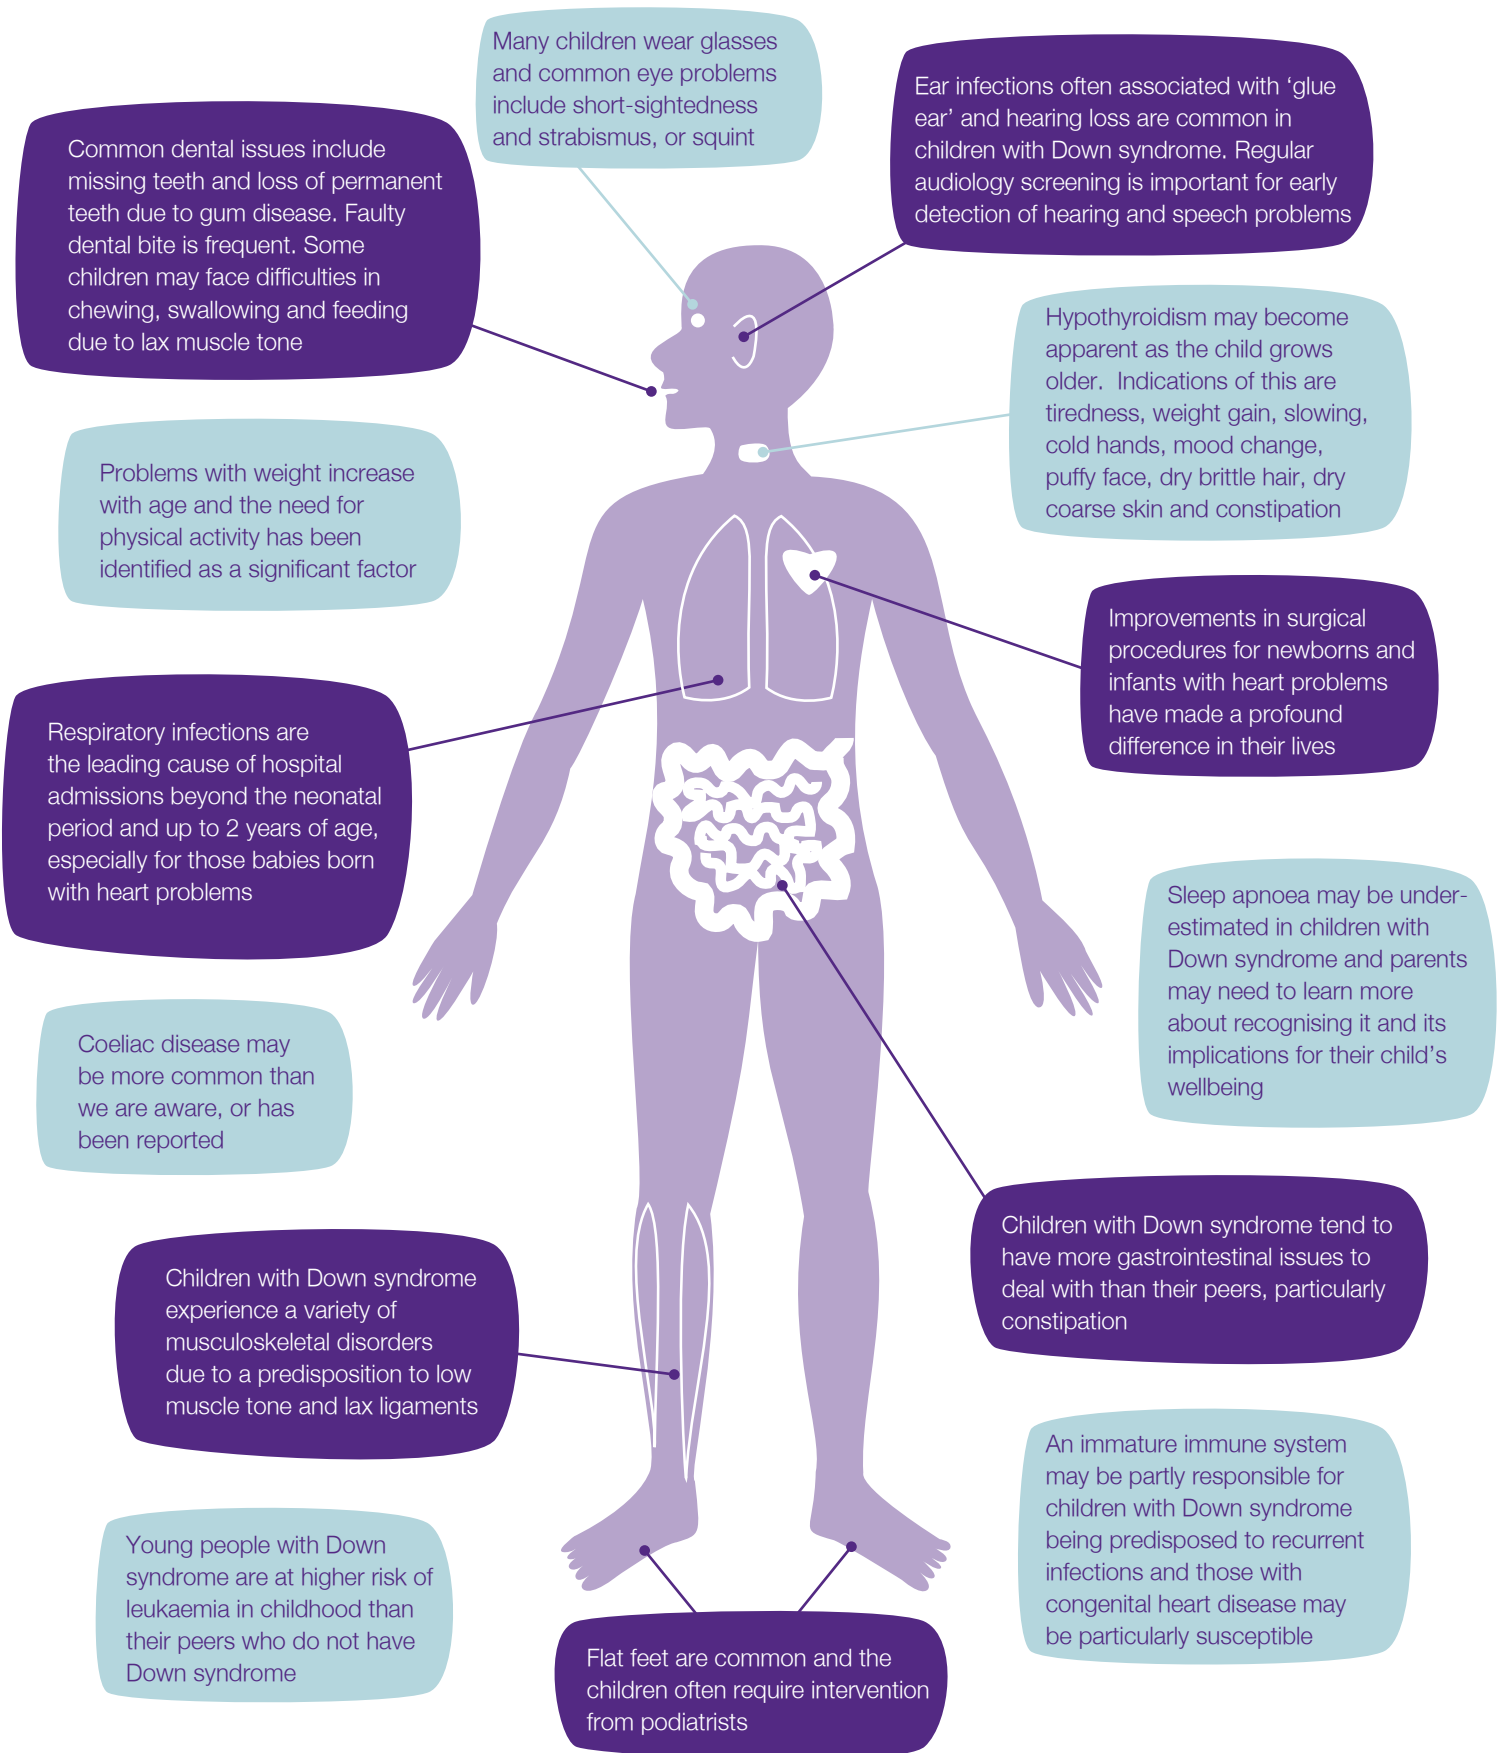 Many children wear glasses
and common eye problems
include short-sightedness
and strabismus, or squint
Ear infections often associated with ‘glue
ear’ and hearing loss are common in
children with Down syndrome. Regular
audiology screening is important for early
detection of hearing and speech problems
Common dental issues include
missing teeth and loss of permanent
teeth due to gum disease. Faulty
dental bite is frequent. Some
children may face difficulties in
chewing, swallowing and feeding
due to lax muscle tone
Hypothyroidism may become
apparent as the child grows
older.  Indications of this are
tiredness, weight gain, slowing,
cold hands, mood change,
puffy face, dry brittle hair, dry
coarse skin and constipation
Problems with weight increase
with age and the need for
physical activity has been
identified as a significant factor
Improvements in surgical
procedures for newborns and
infants with heart problems
have made a profound
difference in their lives
Respiratory infections are
the leading cause of hospital
admissions beyond the neonatal
period and up to 2 years of age,
especially for those babies born
with heart problems
Sleep apnoea may be under-
estimated in children with
Down syndrome and parents
may need to learn more
about recognising it and its
implications for their child’s
wellbeing
Coeliac disease may
be more common than
we are aware, or has
been reported
Children with Down syndrome tend to
have more gastrointestinal issues to
deal with than their peers, particularly
constipation
Children with Down syndrome
experience a variety of
musculoskeletal disorders
due to a predisposition to low
muscle tone and lax ligaments
An immature immune system
may be partly responsible for
children with Down syndrome
being predisposed to recurrent
infections and those with
congenital heart disease may
be particularly susceptible
Young people with Down
syndrome are at higher risk of
leukaemia in childhood than
their peers who do not have
Down syndrome
Flat feet are common and the
children often require intervention
from podiatrists